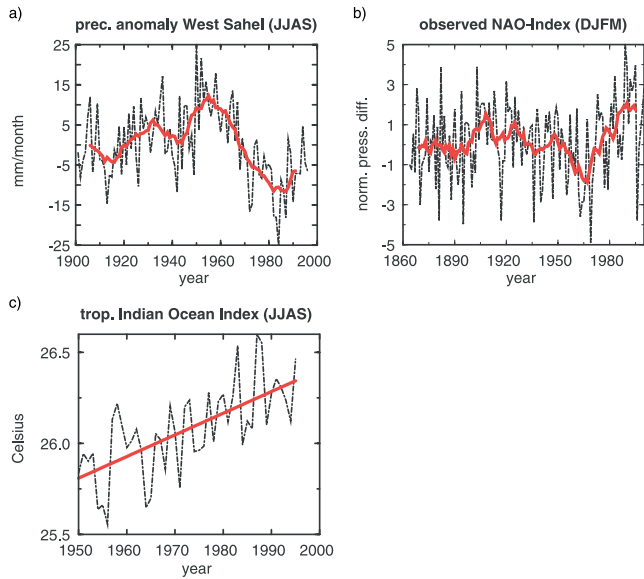 a)
prec. anomaly West Sahel (JJAS)
25
15
5
-5
-15
-25
mm/month
1900 1920 1940 1960 1980 2000
year
b)
observed NAO-Index (DJFM)
5
3
1
-1
-3
-5
norm. press. diff.
1860 1890 1920 1950 1980
year
c)
trop. Indian Ocean Index (JJAS)
26.5
26.0
25.5
Celsius
1950 1960 1970 1980 1990 2000
year